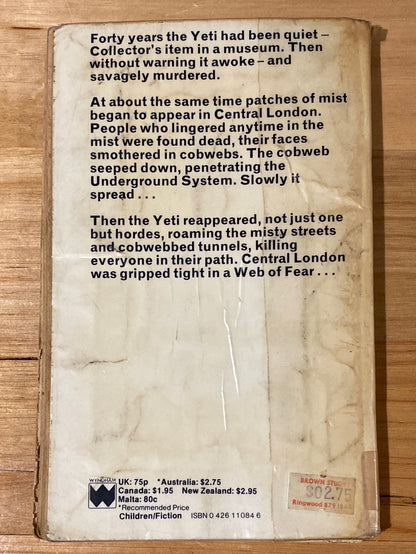 Forty years the Yeti had been quiet –
Collector's item in a museum. Then
without warning it awoke – and
savagely murdered.
At about the same time patches of mist
began to appear in Central London.
People who lingered anytime in the
mist were found dead, their faces
smothered in cobwebs. The cobweb
seeped down, penetrating the
Underground System. Slowly it
spread . . .
Then the Yeti reappeared, not just one
but hordes, roaming the misty streets
and cobwebbed tunnels, killing
everyone in their path. Central London
was gripped tight in a Web of Fear . . .
WYNDHAM
UK: 75p *Australia: $2.75
Canada: $1.95 New Zealand: $2.95
Malta: 80c
*Recommended Price
Children/Fiction ISBN 0 426 11084 6
BROWN STUDY
$02.75
Ringwood 879